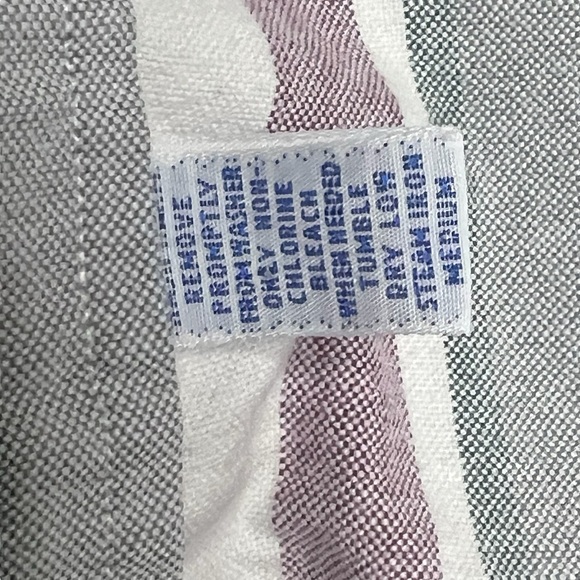 REMOVE
PROMPTLY
FROM WASHER
ONLY NON-
CHLORINE
BLEACH
WHEN NEEDED
TUMBLE
DRY LOW
STEAM IRON
MEDIUM